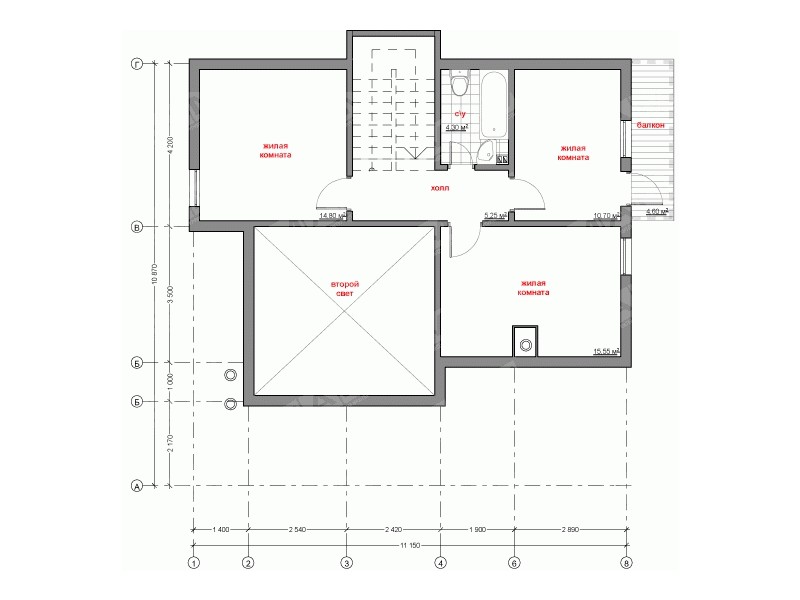 Г
4 200
жилая
комната
14.80 м²
с/у
4.30 м²
жилая
комната
10.70 м²
балкон
4.60 м²
холл
5.25 м²
В
10 870
3 500
второй
свет
жилая
комната
15.55 м²
Б
1 000
Б
2 170
А
1 400
2 540
2 420
1 900
2 890
11 150
1
2
3
4
6
8